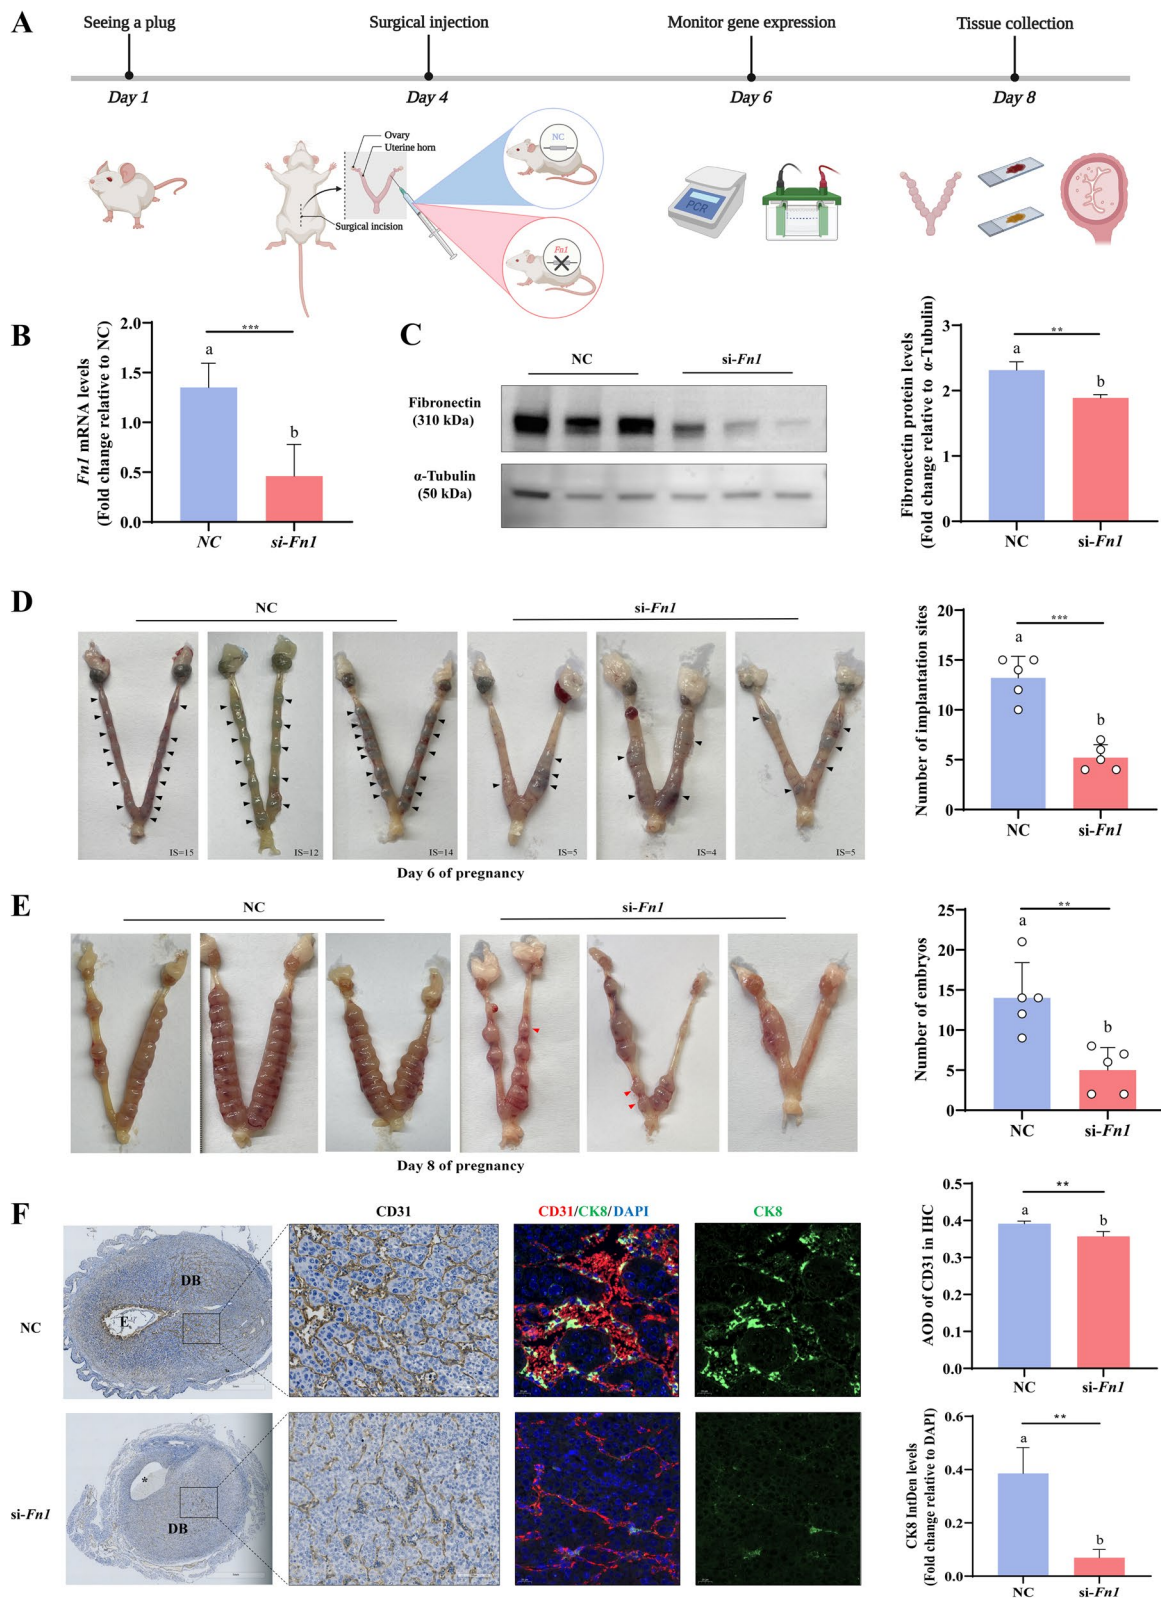 A
Seeing a plug
Surgical injection
Monitor gene expression
Tissue collection
Day 1
Day 4
Day 6
Day 8
Ovary
Uterine horn
Surgical incision
NC
Fn1
PCR
B
Fn1 mRNA levels
(Fold change relative to NC)
2.0
1.5
1.0
0.5
0.0
***
a
b
NC
si-Fn1
C
NC
si-Fn1
Fibronectin
(310 kDa)
α-Tubulin
(50 kDa)
Fibronectin protein levels
(Fold change relative to α-Tubulin)
3
2
1
0
**
a
b
NC
si-Fn1
D
NC
si-Fn1
IS=15
IS=12
IS=14
IS=5
IS=4
IS=5
Day 6 of pregnancy
Number of implantation sites
20
15
10
5
0
***
a
b
NC
si-Fn1
E
NC
si-Fn1
Day 8 of pregnancy
Number of embryos
25
20
15
10
5
0
**
a
b
NC
si-Fn1
F
CD31
CD31/CK8/DAPI
CK8
NC
DB
E
si-Fn1
*
DB
AOD of CD31 in IHC
0.5
0.4
0.3
0.2
0.1
0.0
**
a
b
NC
si-Fn1
CK8 IntDen levels
(Fold change relative to DAPI)
0.6
0.4
0.2
0.0
**
a
b
NC
si-Fn1